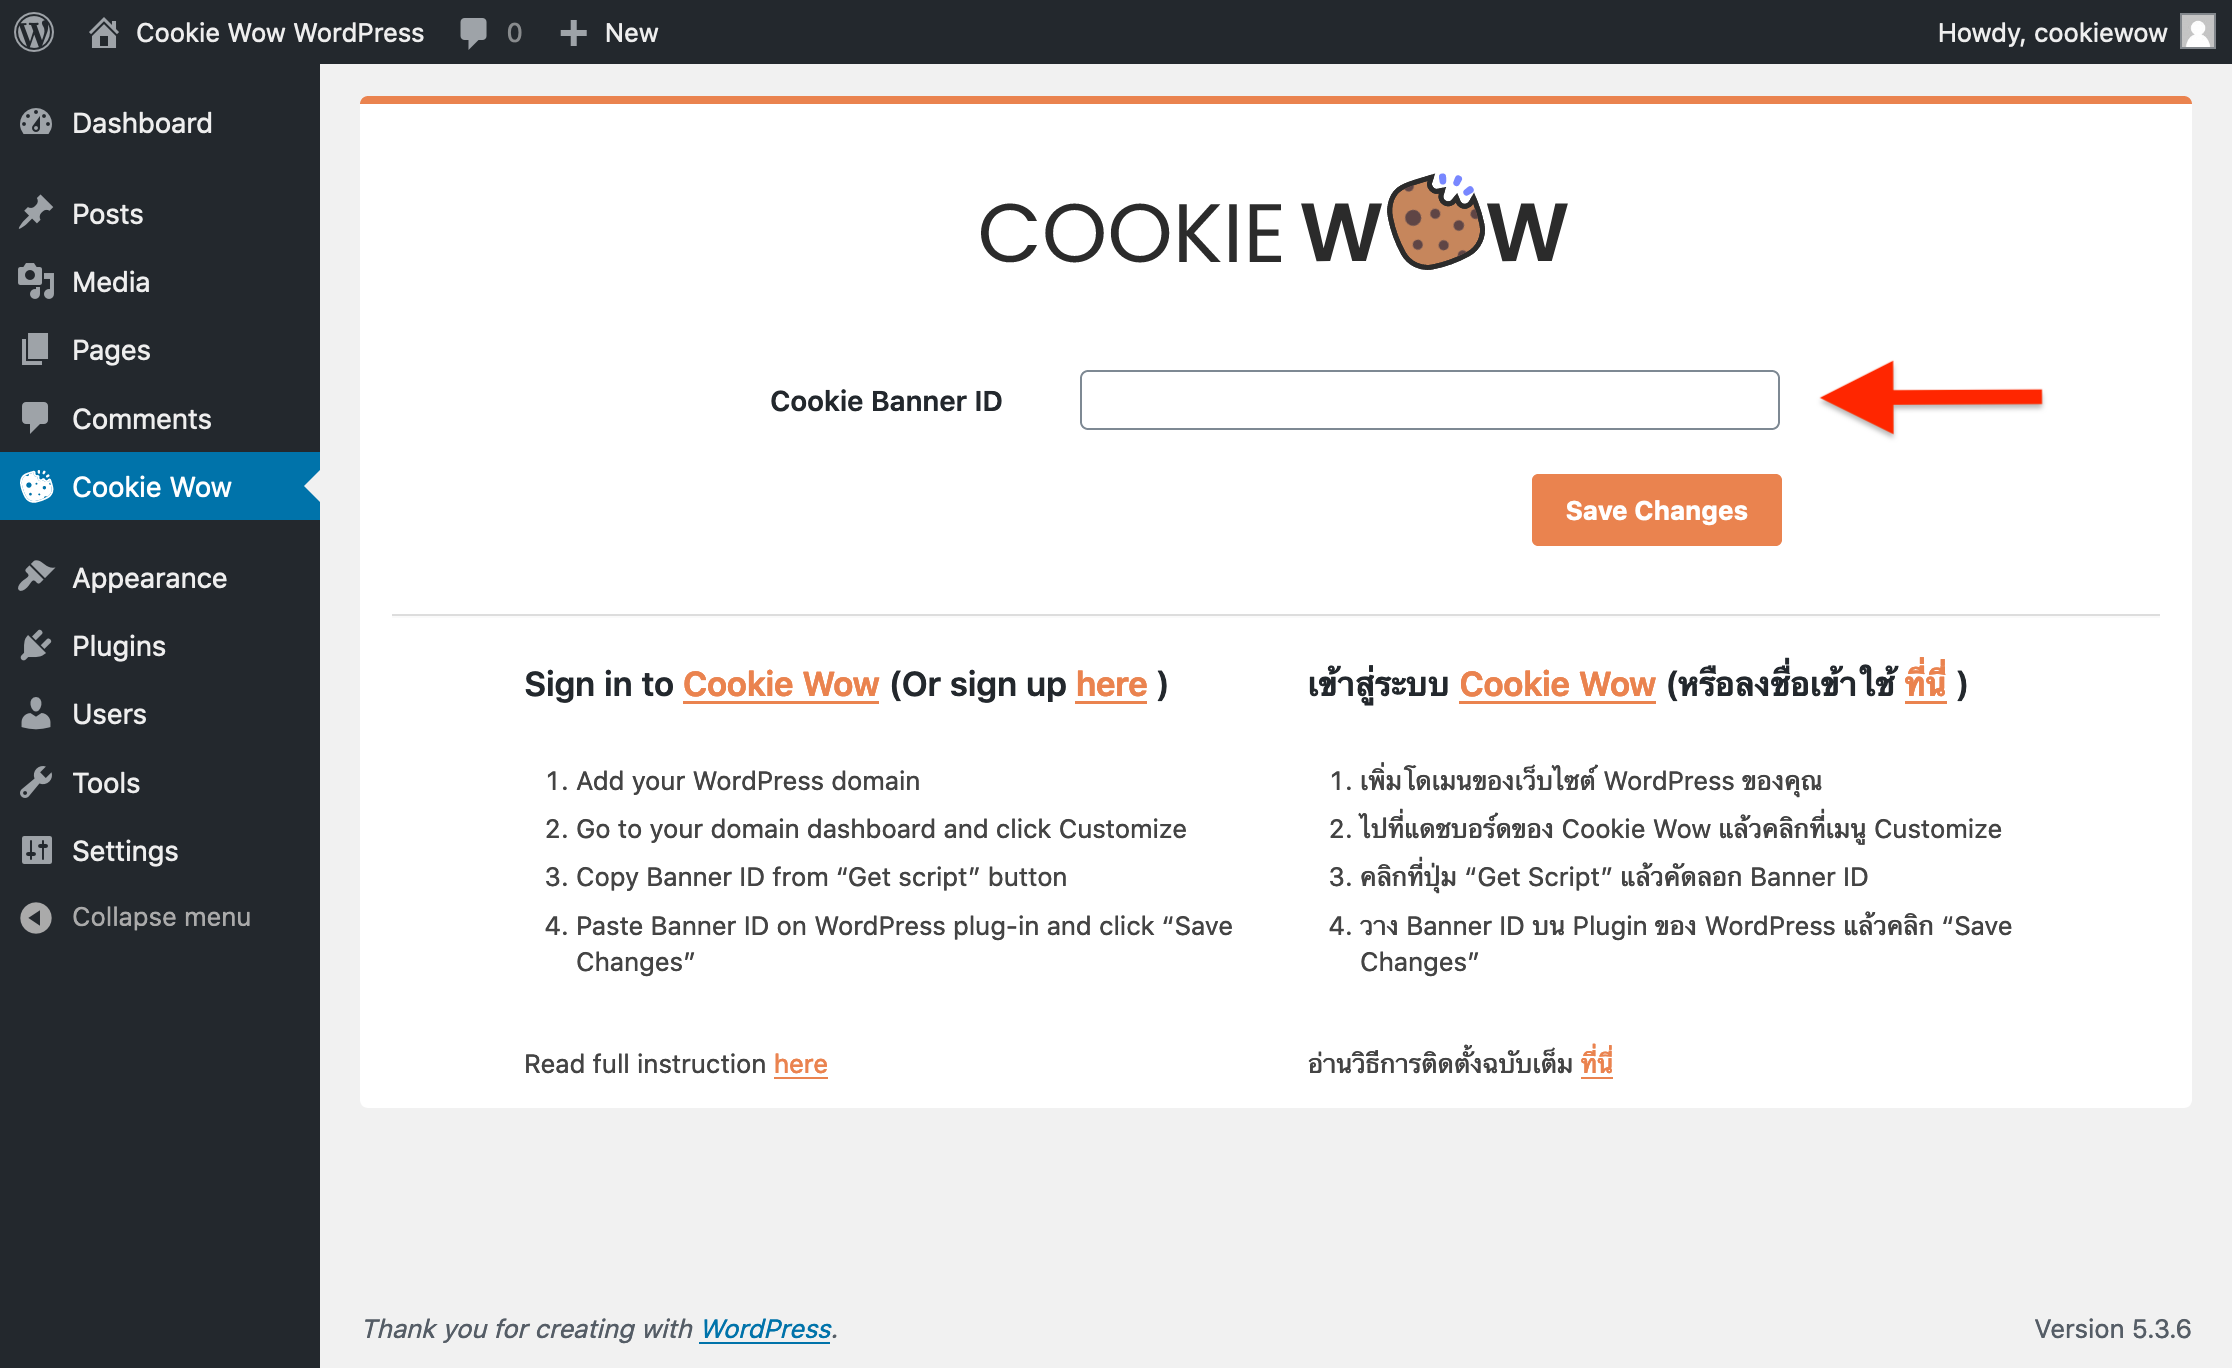 Cookie Wow WordPress 0 New Howdy, cookiewow
Dashboard
Posts
Media
Pages
Comments
Cookie Wow
Appearance
Plugins
Users
Tools
Settings
Collapse menu
COOKIE WOW
Cookie Banner ID
Save Changes
Sign in to Cookie Wow (Or sign up here )
1. Add your WordPress domain
2. Go to your domain dashboard and click Customize
3. Copy Banner ID from “Get script” button
4. Paste Banner ID on WordPress plug-in and click “Save
Changes”
Read full instruction here
เข้าสู่ระบบ Cookie Wow (หรือลงชื่อเข้าใช้ ที่นี่ )
1. เพิ่มโดเมนของเว็บไซต์ WordPress ของคุณ
2. ไปที่แดชบอร์ดของ Cookie Wow แล้วคลิกที่เมนู Customize
3. คลิกที่ปุ่ม “Get Script” แล้วคัดลอก Banner ID
4. วาง Banner ID บน Plugin ของ WordPress แล้วคลิก “Save
Changes”
อ่านวิธีการติดตั้งฉบับเต็ม ที่นี่
Thank you for creating with WordPress.
Version 5.3.6